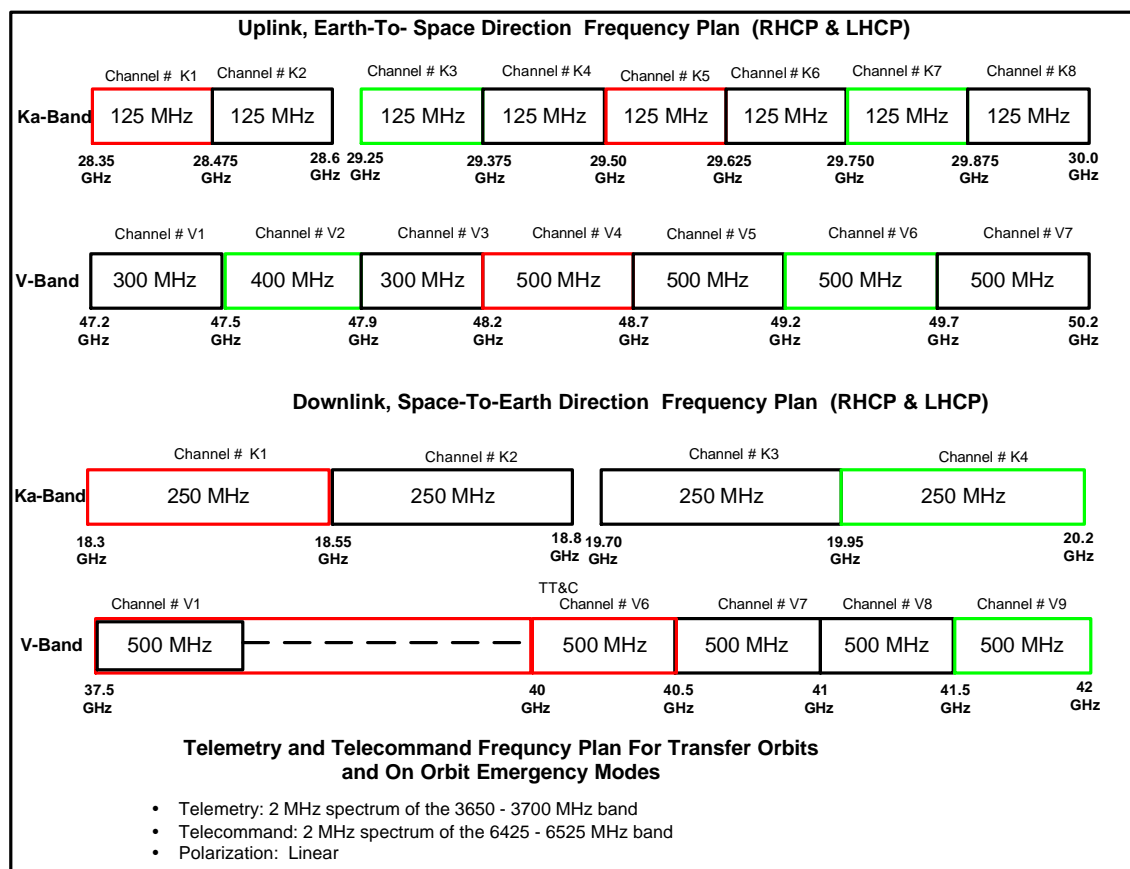 Uplink, Earth-To- Space Direction Frequency Plan (RHCP & LHCP)
Channel # K1 Channel # K2 Channel # K3 Channel # K4 Channel # K5 Channel # K6 Channel # K7 Channel # K8
Ka-Band 125 MHz 125 MHz 125 MHz 125 MHz 125 MHz 125 MHz 125 MHz 125 MHz
28.35 28.475 28.6 29.25 29.375 29.50 29.625 29.750 29.875 30.0
GHz GHz GHz GHz GHz GHz GHz GHz GHz GHz
Channel # V1 Channel # V2 Channel # V3 Channel # V4 Channel # V5 Channel # V6 Channel # V7
V-Band 300 MHz 400 MHz 300 MHz 500 MHz 500 MHz 500 MHz 500 MHz
47.2 47.5 47.9 48.2 48.7 49.2 49.7 50.2
GHz GHz GHz GHz GHz GHz GHz GHz
Downlink, Space-To-Earth Direction Frequency Plan (RHCP & LHCP)
Channel # K1 Channel # K2 Channel # K3 Channel # K4
Ka-Band 250 MHz 250 MHz 250 MHz 250 MHz
18.3 18.55 18.8 19.70 19.95 20.2
GHz GHz GHz GHz GHz GHz
TT&C
Channel # V1 Channel # V6 Channel # V7 Channel # V8 Channel # V9
V-Band 500 MHz 500 MHz 500 MHz 500 MHz 500 MHz
37.5 40 40.5 41 41.5 42
GHz GHz GHz GHz GHz GHz
Telemetry and Telecommand Frequncy Plan For Transfer Orbits
and On Orbit Emergency Modes
• Telemetry: 2 MHz spectrum of the 3650 - 3700 MHz band
• Telecommand: 2 MHz spectrum of the 6425 - 6525 MHz band
• Polarization: Linear